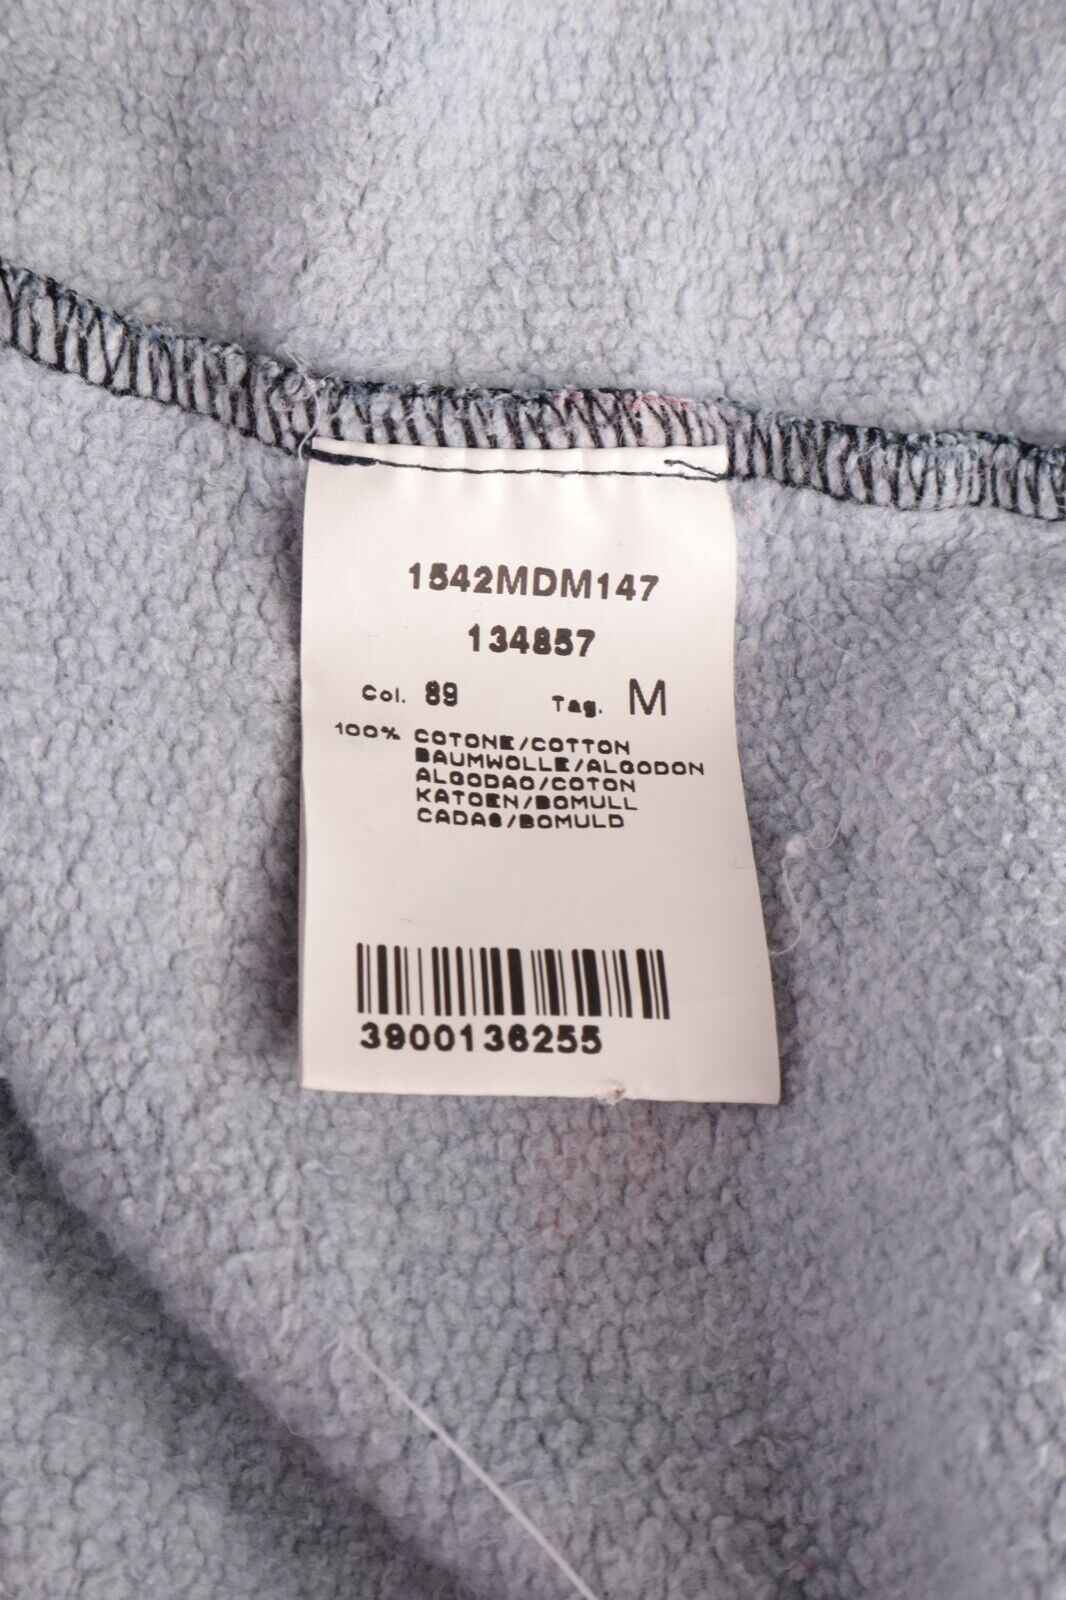 1542MDM147
134857
Col. 89 Tag. M
100% COTONE/COTTON
BAUMWOLLE/ALGODON
ALGODAO/COTON
KATOEN/BOMULL
CADAS/BOMULD
3900136255